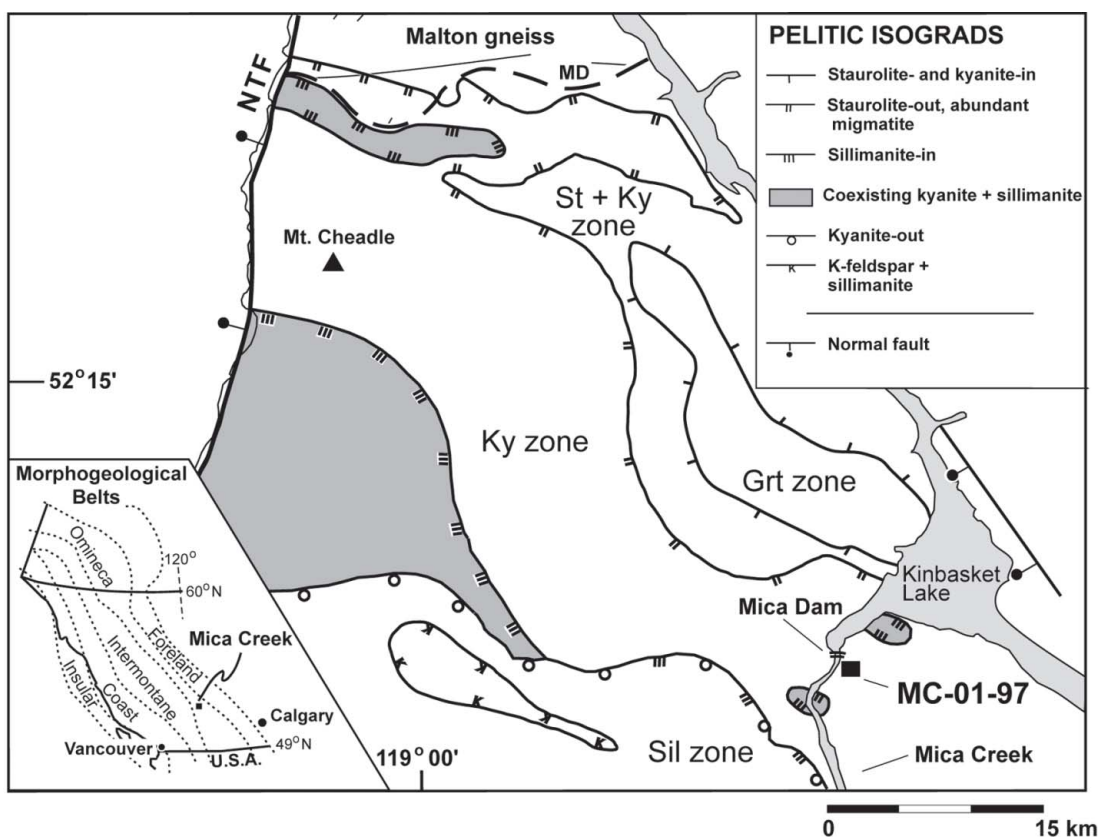 Malton gneiss
MD
NTF
St + Ky
zone
Mt. Cheadle
52°15'
Ky zone
Grt zone
Kinbasket
Lake
Mica Dam
MC-01-97
Sil zone
Mica Creek
119°00'
PELITIC ISOGRADS
Staurolite- and kyanite-in
Staurolite-out, abundant
migmatite
Sillimanite-in
Coexisting kyanite + sillimanite
Kyanite-out
K
K-feldspar +
sillimanite
Normal fault
K
K
K
K
K
K
Morphogeological
Belts
Omineca
120°
60°N
Foreland
Mica Creek
Intermontane
Coast
Insular
Calgary
Vancouver
49°N
U.S.A.
0
15 km